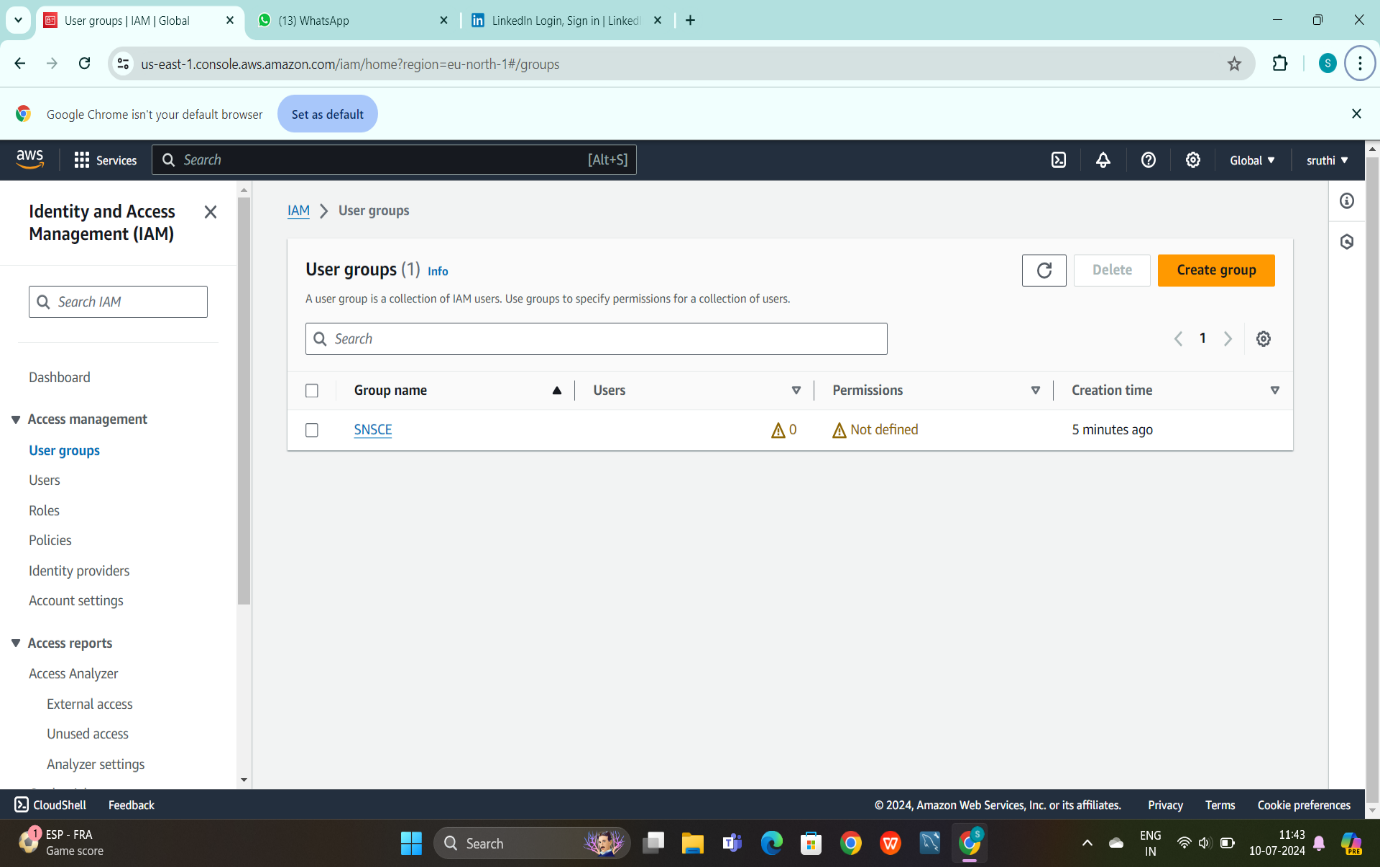 User groups | IAM | Global
(13) WhatsApp
LinkedIn Login, Sign in | Linked
us-east-1.console.aws.amazon.com/iam/home?region=eu-north-1#/groups
S
Google Chrome isn't your default browser
Set as default
aws
Services
Search
[Alt+S]
Global
sruthi
Identity and Access
Management (IAM)
Search IAM
Dashboard
Access management
User groups
Users
Roles
Policies
Identity providers
Account settings
Access reports
Access Analyzer
External access
Unused access
Analyzer settings
IAM
User groups
User groups (1) Info
A user group is a collection of IAM users. Use groups to specify permissions for a collection of users.
Delete
Create group
Search
1
Group name
Users
Permissions
Creation time
SNSCE
0
Not defined
5 minutes ago
CloudShell
Feedback
© 2024, Amazon Web Services, Inc. or its affiliates.
Privacy
Terms
Cookie preferences
1
ESP - FRA
Game score
Search
W
S
ENG
IN
11:43
10-07-2024
PRE